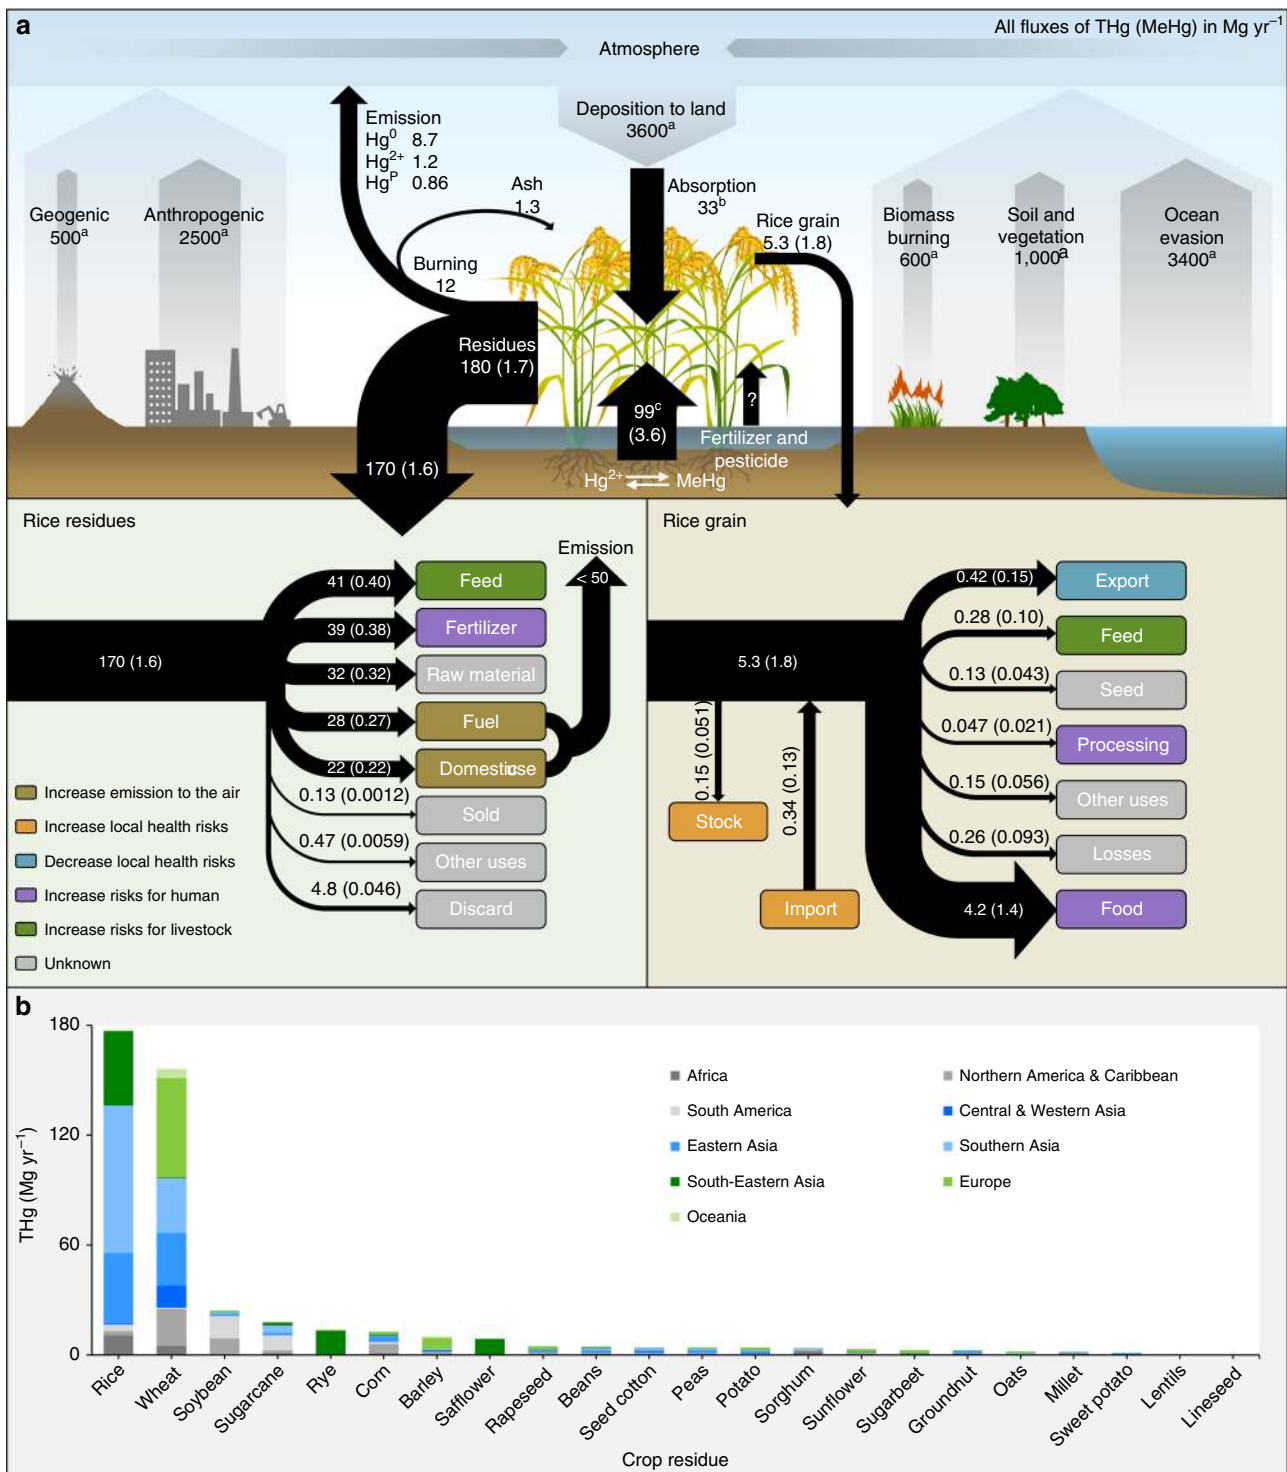 a
All fluxes of THg (MeHg) in Mg yr⁻¹
Atmosphere
Emission
Hg⁰ 8.7
Hg²⁺ 1.2
Hgᴾ 0.86
Deposition to land
3600ᵃ
Ash
1.3
Absorption
33ᵇ
Rice grain
5.3 (1.8)
Geogenic
500ᵃ
Anthropogenic
2500ᵃ
Biomass
burning
600ᵃ
Soil and
vegetation
1,000ᵃ
Ocean
evasion
3400ᵃ
Burning
12
Residues
180 (1.7)
99ᶜ
(3.6)
?
Fertilizer and
pesticide
170 (1.6)
Hg²⁺ ⇌ MeHg
Rice residues
Emission
< 50
41 (0.40)
Feed
39 (0.38)
Fertilizer
170 (1.6)
32 (0.32)
Raw material
28 (0.27)
Fuel
22 (0.22)
Domestic use
0.13 (0.0012)
Sold
0.47 (0.0059)
Other uses
4.8 (0.046)
Discard
Increase emission to the air
Increase local health risks
Decrease local health risks
Increase risks for human
Increase risks for livestock
Unknown
Rice grain
0.42 (0.15)
Export
0.28 (0.10)
Feed
5.3 (1.8)
0.13 (0.043)
Seed
0.047 (0.021)
Processing
0.15 (0.051)
Stock
0.34 (0.13)
Import
0.15 (0.056)
Other uses
0.26 (0.093)
Losses
4.2 (1.4)
Food
b
180
120
60
0
THg (Mg yr⁻¹)
Africa
Northern America & Caribbean
South America
Central & Western Asia
Eastern Asia
Southern Asia
South-Eastern Asia
Europe
Oceania
Rice
Wheat
Soybean
Sugarcane
Rye
Corn
Barley
Safflower
Rapeseed
Beans
Seed cotton
Peas
Potato
Sorghum
Sunflower
Sugarbeet
Groundnut
Oats
Millet
Sweet potato
Lentils
Lineseed
Crop residue